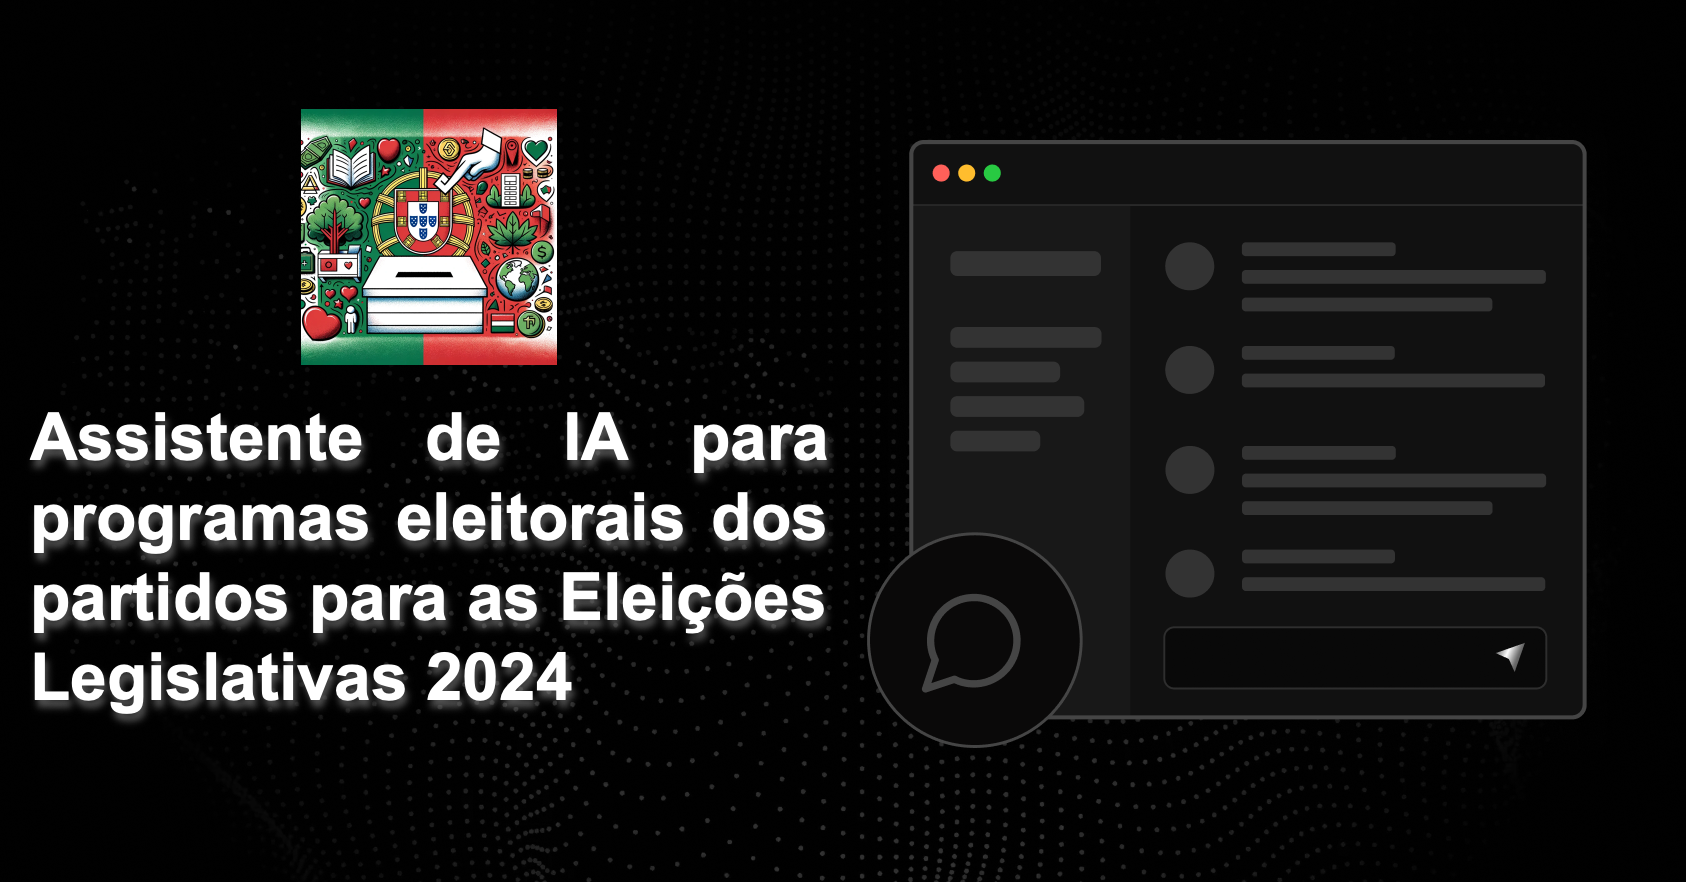 Assistente de IA para
programas eleitorais dos
partidos para as Eleições
Legislativas 2024